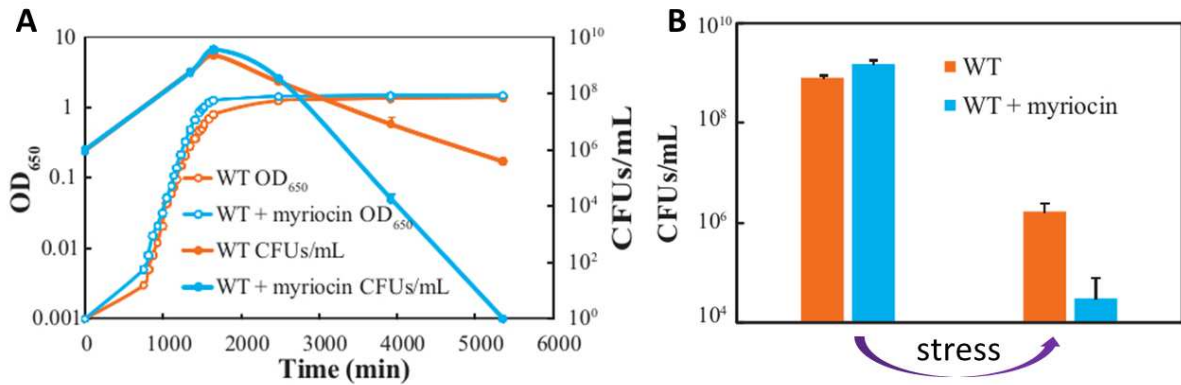 A
B
10
1
0.1
0.01
0.001
OD650
10^10
10^8
10^6
10^4
10^2
10^0
CFUs/mL
WT OD650
WT + myriocin OD650
WT CFUs/mL
WT + myriocin CFUs/mL
0 1000 2000 3000 4000 5000 6000
Time (min)
10^10
10^8
10^6
10^4
CFUs/mL
WT
WT + myriocin
stress